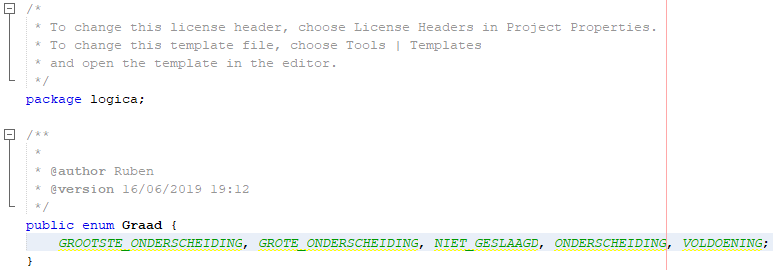 /*
 * To change this license header, choose License Headers in Project Properties.
 * To change this template file, choose Tools | Templates
 * and open the template in the editor.
 */
package logica;

/**
 *
 * @author Ruben
 * @version 16/06/2019 19:12
 */
public enum Graad {
    GROOTSTE_ONDERSCHEIDING, GROTE_ONDERSCHEIDING, NIET_GESLAAGD, ONDERSCHEIDING, VOLDOENING;
}